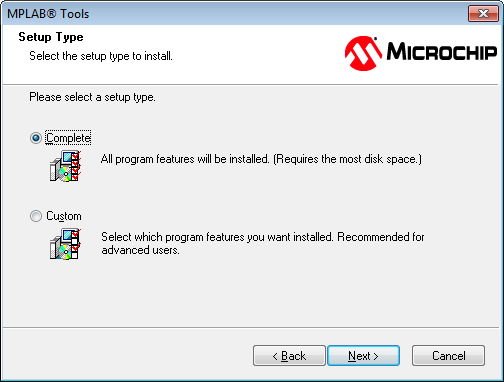 MPLAB® Tools
Setup Type
Select the setup type to install.
MICROCHIP
Please select a setup type.
Complete
All program features will be installed. (Requires the most disk space.)
Custom
Select which program features you want installed. Recommended for
advanced users.
< Back
Next >
Cancel